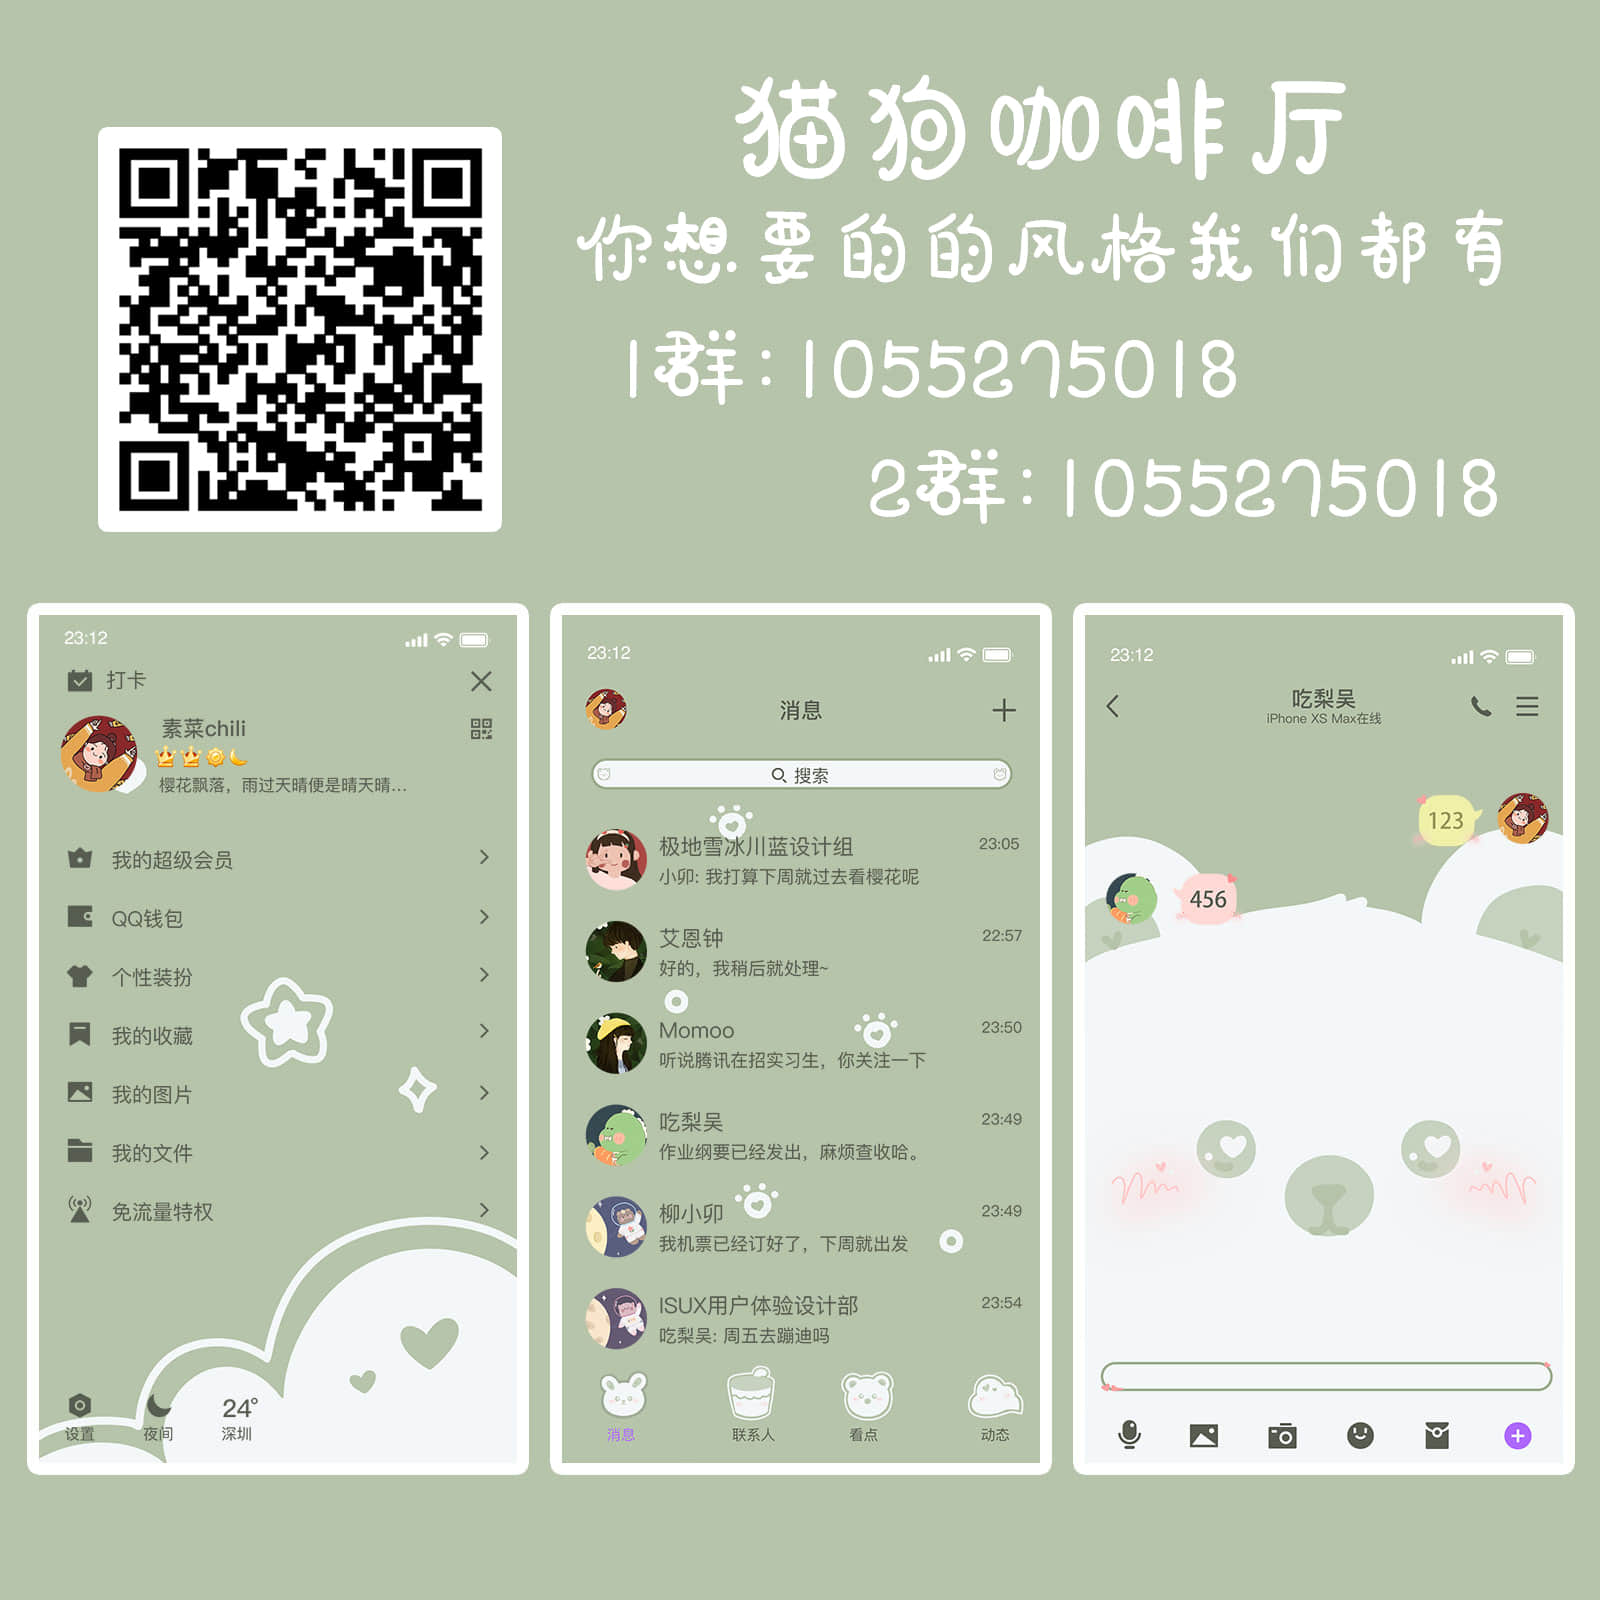 猫狗咖啡厅
你想要的的风格我们都有
1群:1055275018
2群:1055275018
23:12
打卡
素菜chili
樱花飘落，雨过天晴便是晴天晴...
我的超级会员
QQ钱包
个性装扮
我的收藏
我的图片
我的文件
免流量特权
24°
设置 夜间 深圳
23:12
消息
搜索
极地雪冰川蓝设计组 23:05
小卯: 我打算下周就过去看樱花呢
艾恩钟 22:57
好的，我稍后就处理~
Momoo 23:50
听说腾讯在招实习生，你关注一下
吃梨吴 23:49
作业纲要已经发出，麻烦查收哈。
柳小卯 23:49
我机票已经订好了，下周就出发
ISUX用户体验设计部 23:54
吃梨吴: 周五去蹦迪吗
消息 联系人 看点 动态
23:12
吃梨吴
iPhone XS Max在线
123
456